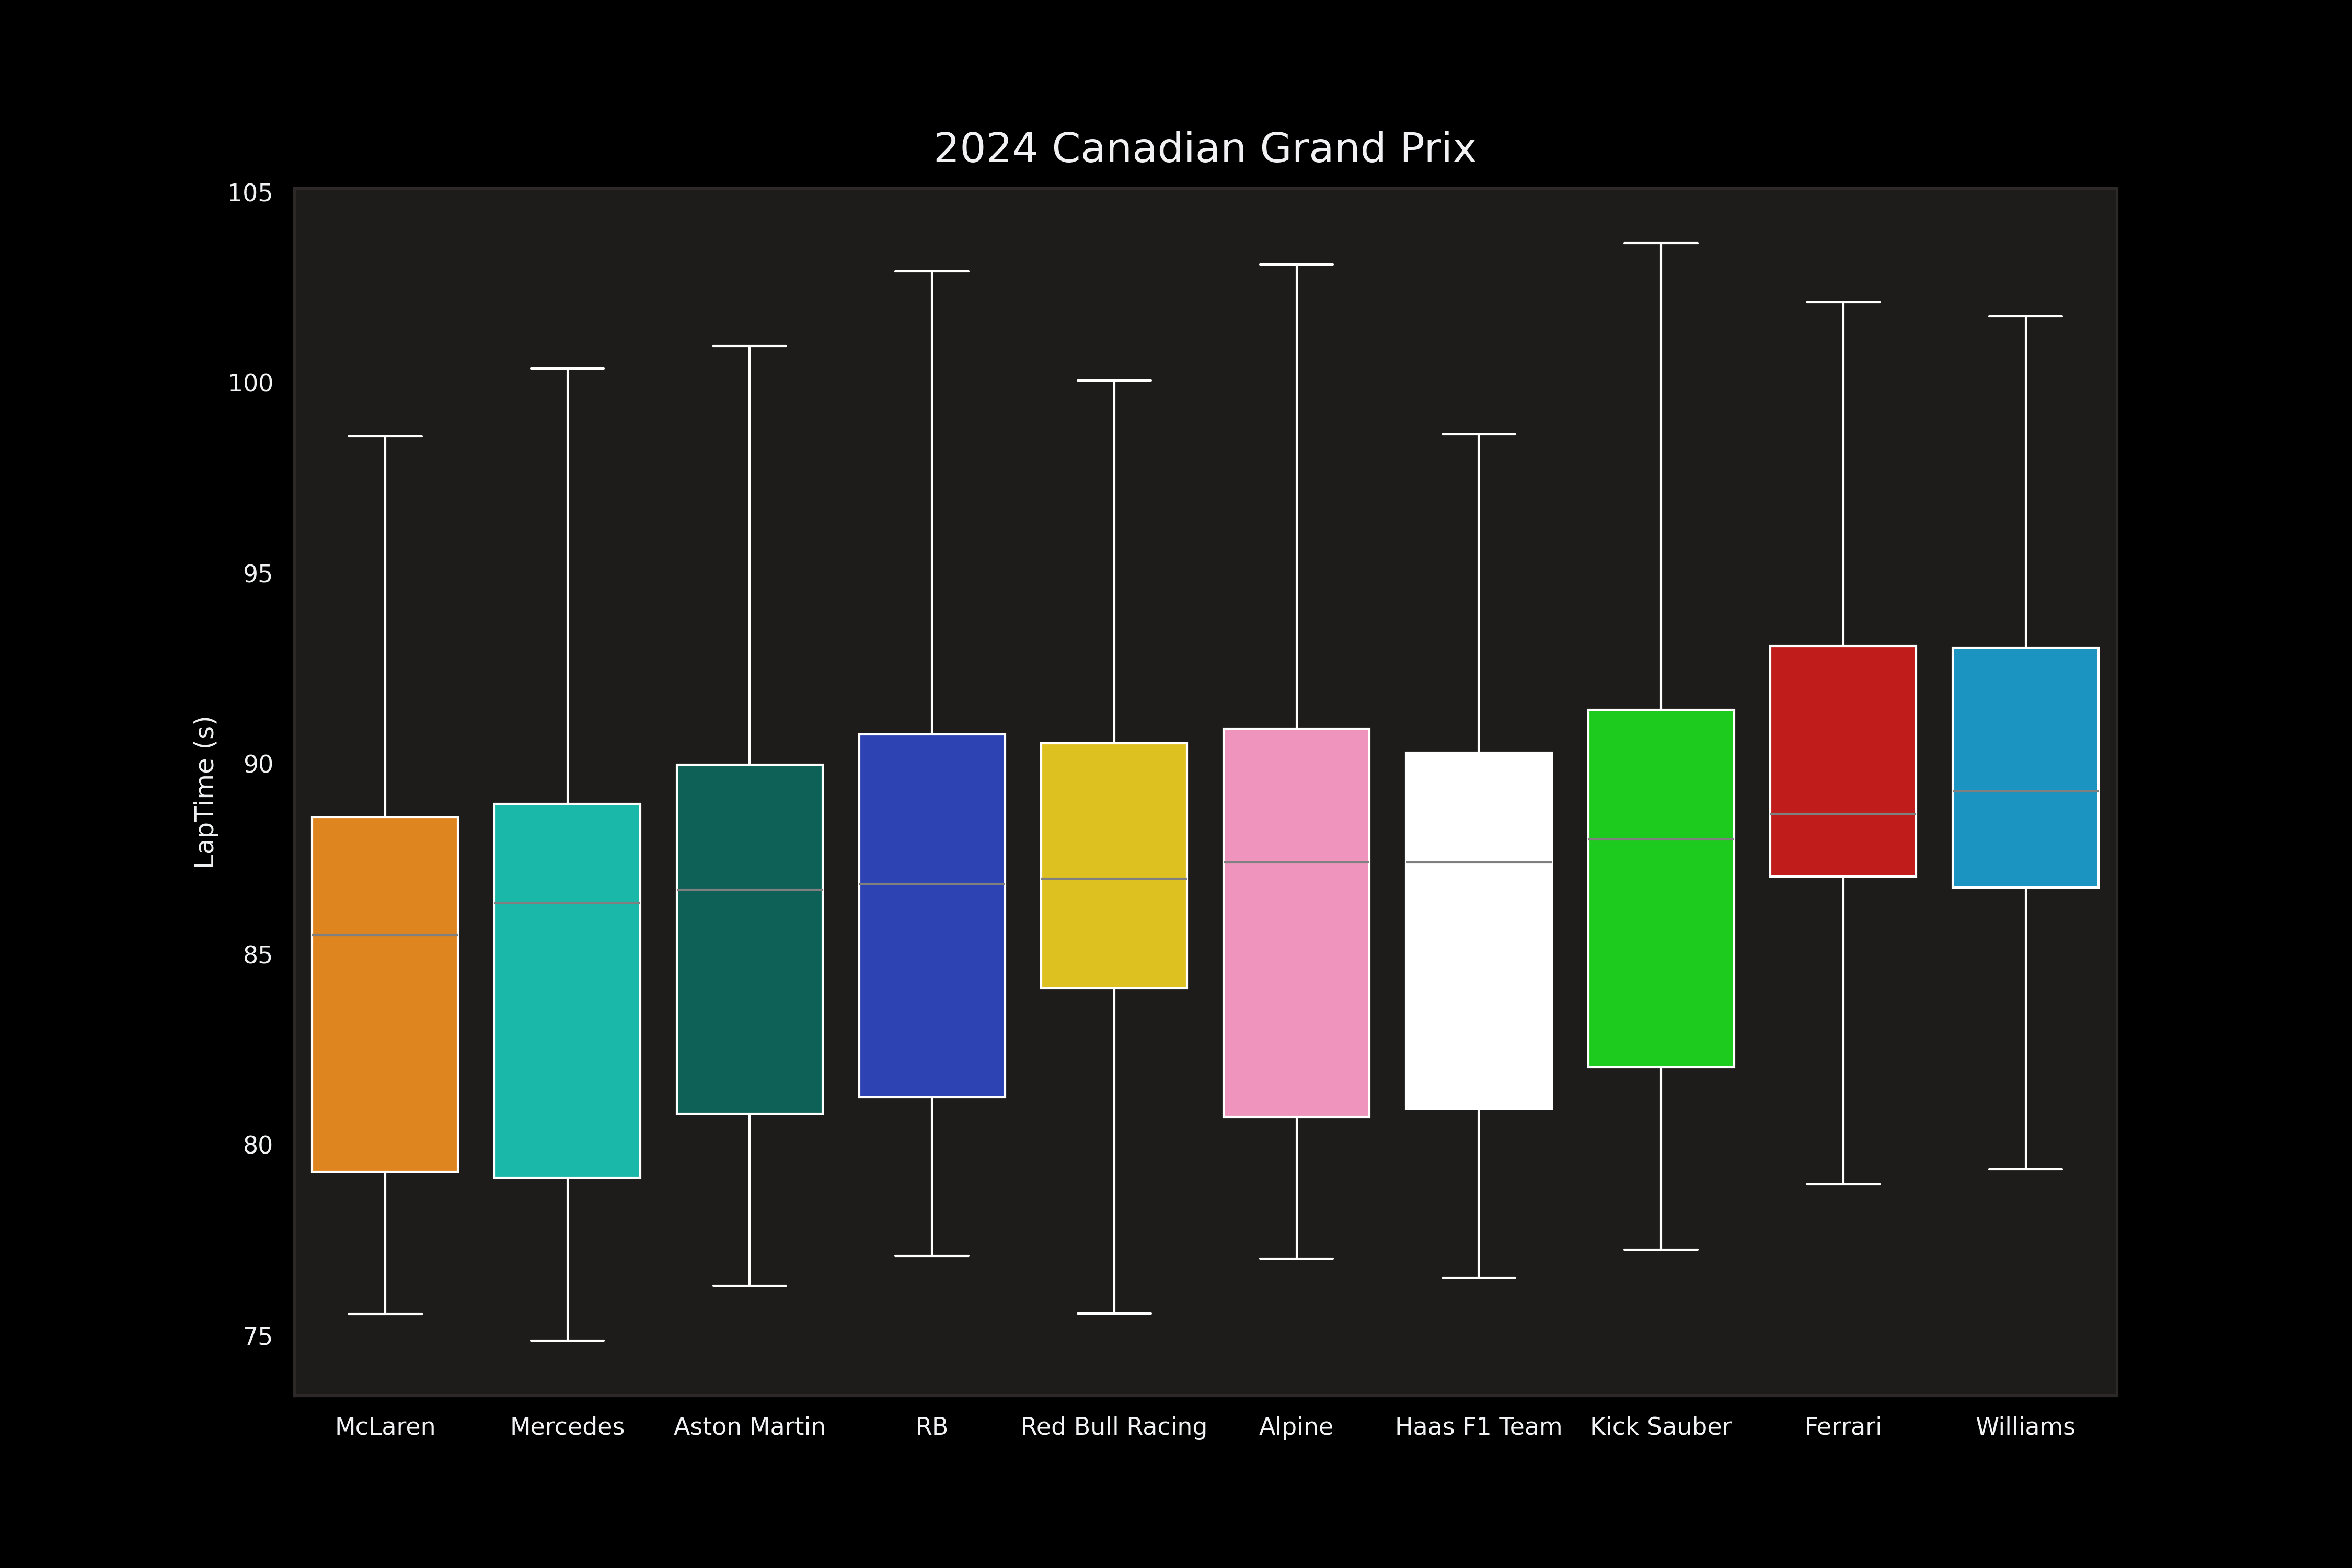 2024 Canadian Grand Prix
105
100
95
90
85
80
75
LapTime (s)
McLaren Mercedes Aston Martin RB Red Bull Racing Alpine Haas F1 Team Kick Sauber Ferrari Williams